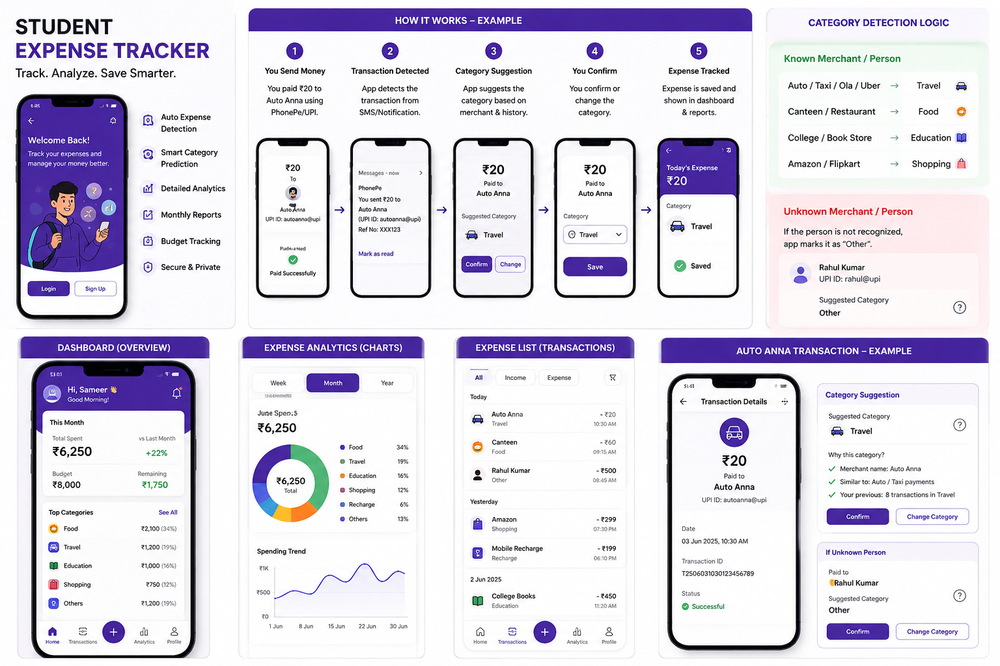 STUDENT
EXPENSE TRACKER
Track. Analyze. Save Smarter.
Welcome Back!
Track your expenses and
manage your money better.
₹
Login
Sign Up
Auto Expense
Detection
Smart Category
Prediction
Detailed Analytics
Monthly Reports
Budget Tracking
Secure & Private
HOW IT WORKS – EXAMPLE
1
You Send Money
You paid ₹20 to
Auto Anna using
PhonePe/UPI.
2
Transaction Detected
App detects the
transaction from
SMS/Notification.
3
Category Suggestion
App suggests the
category based on
merchant & history.
4
You Confirm
You confirm or
change the
category.
5
Expense Tracked
Expense is saved and
shown in dashboard
& reports.
₹20
To
Auto Anna
UPI ID: autoanna@upi
Paid Successfully
Messages • now
PhonePe
You sent ₹20 to
Auto Anna
(UPI ID: autoanna@upi)
Ref No: XXX123
Mark as read
₹20
Paid to
Auto Anna
Suggested Category
Travel
Confirm
Change
₹20
Paid to
Auto Anna
Category
Travel
Save
Today's Expense
₹20
Category
Travel
Saved
CATEGORY DETECTION LOGIC
Known Merchant / Person
Auto / Taxi / Ola / Uber → Travel
Canteen / Restaurant → Food
College / Book Store → Education
Amazon / Flipkart → Shopping
Unknown Merchant / Person
If the person is not recognized,
app marks it as "Other".
Rahul Kumar
UPI ID: rahul@upi
Suggested Category
Other
?
DASHBOARD (OVERVIEW)
Hi, Sameer 👋
Good Morning!
This Month
Total Spent vs Last Month
₹6,250 +22%
Budget Remaining
₹8,000 ₹1,750
Top Categories See All
Food ₹2,100 (34%)
Travel ₹1,200 (19%)
Education ₹1,000 (16%)
Shopping ₹750 (12%)
Others ₹1,200 (19%)
+
Home Transactions Analytics Profile
EXPENSE ANALYTICS (CHARTS)
Week Month Year
June
₹6,250
₹6,250
Total
Food 34%
Travel 19%
Education 16%
Shopping 12%
Recharge 6%
Others 13%
Spending Trend
₹1K
₹500
₹0
1 Jun 8 Jun 15 Jun 22 Jun 30 Jun
EXPENSE LIST (TRANSACTIONS)
All Income Expense
Today
Auto Anna - ₹20
Travel 10:30 AM
Canteen - ₹60
Food 09:15 AM
Rahul Kumar - ₹500
Other 08:45 AM
Yesterday
Amazon - ₹299
Shopping 07:30 PM
Mobile Recharge - ₹199
Recharge 06:10 PM
2 Jun 2025
College Books - ₹450
Education 11:20 AM
+
Home Transactions Analytics Profile
AUTO ANNA TRANSACTION – EXAMPLE
Transaction Details
₹20
Paid to
Auto Anna
UPI ID: autoanna@upi
Date
03 Jun 2025, 10:30 AM
Transaction ID
T2506031030123456789
Status
Successful
Category Suggestion
Suggested Category
Travel
?
Why this category?
Merchant name: Auto Anna
Similar to: Auto / Taxi payments
Your previous: 8 transactions in Travel
Confirm
Change Category
If Unknown Person
Paid to
Rahul Kumar
Suggested Category
Other
?
Confirm
Change Category